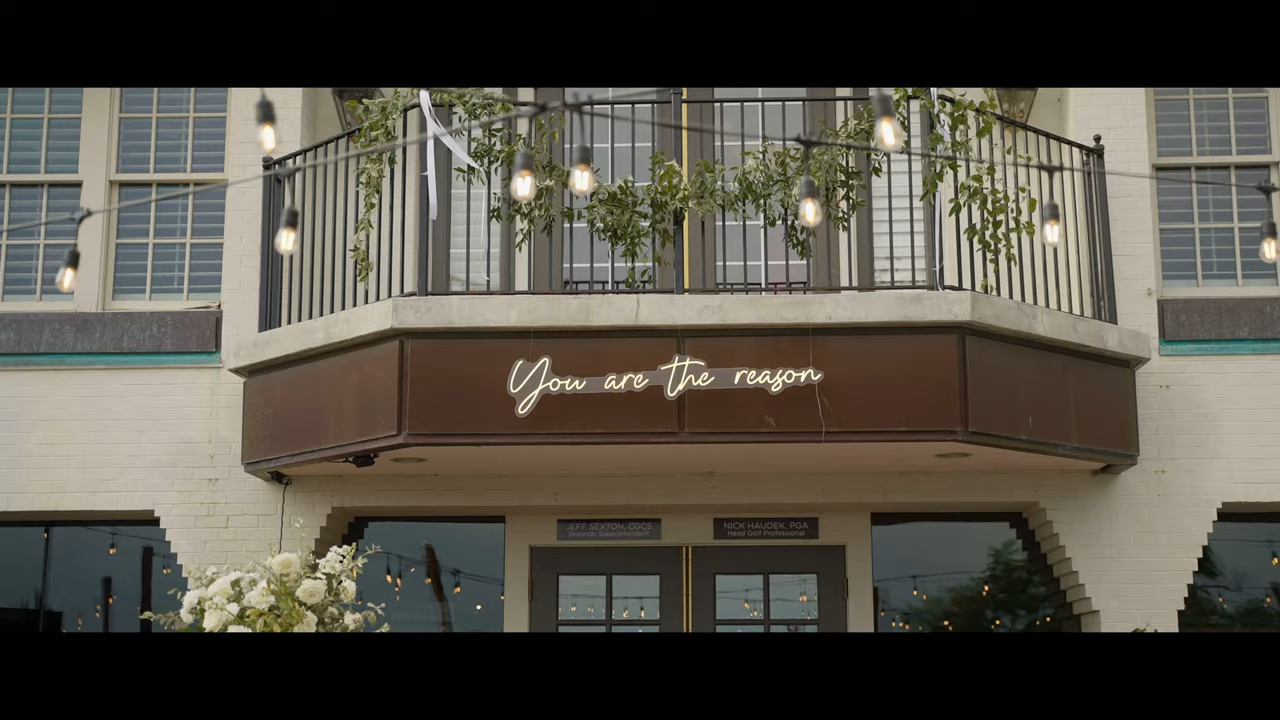 You are the reason
JEFF SEXTON, CGCS
Grounds Superintendent
NICK HAUDEK, PGA
Head Golf Professional